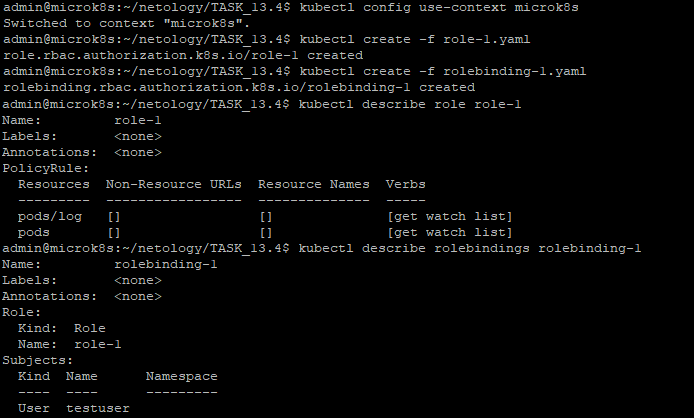 admin@microk8s:~/netology/TASK_13.4$ kubectl config use-context microk8s
Switched to context "microk8s".
admin@microk8s:~/netology/TASK_13.4$ kubectl create -f role-1.yaml
role.rbac.authorization.k8s.io/role-1 created
admin@microk8s:~/netology/TASK_13.4$ kubectl create -f rolebinding-1.yaml
rolebinding.rbac.authorization.k8s.io/rolebinding-1 created
admin@microk8s:~/netology/TASK_13.4$ kubectl describe role role-1
Name:         role-1
Labels:       <none>
Annotations:  <none>
PolicyRule:
  Resources  Non-Resource URLs  Resource Names  Verbs
  ---------  -----------------  --------------  -----
  pods/log   []                 []              [get watch list]
  pods       []                 []              [get watch list]
admin@microk8s:~/netology/TASK_13.4$ kubectl describe rolebindings rolebinding-1
Name:         rolebinding-1
Labels:       <none>
Annotations:  <none>
Role:
  Kind:  Role
  Name:  role-1
Subjects:
  Kind  Name      Namespace
  ----  ----      ---------
  User  testuser